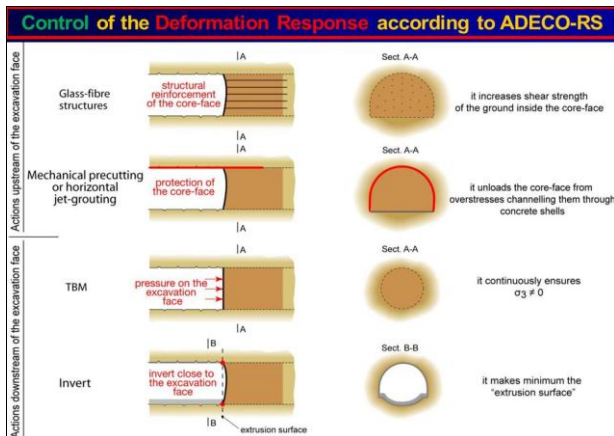 Control of the Deformation Response according to ADECO-RS
Actions upstream of the excavation face
Glass-fibre
structures
A
structural
reinforcement
of the core-face
A
Sect. A-A
it increases shear strength
of the ground inside the core-face
Mechanical precutting
or horizontal
jet-grouting
A
protection of
the core-face
A
Sect. A-A
it unloads the core-face from
overstresses channelling them through
concrete shells
Actions downstream of the excavation face
TBM
A
pressure on the
excavation
face
A
Sect. A-A
it continuously ensures
σ3 ≠ 0
Invert
B
invert close to
the excavation
face
B
extrusion surface
Sect. B-B
it makes minimum the
"extrusion surface"